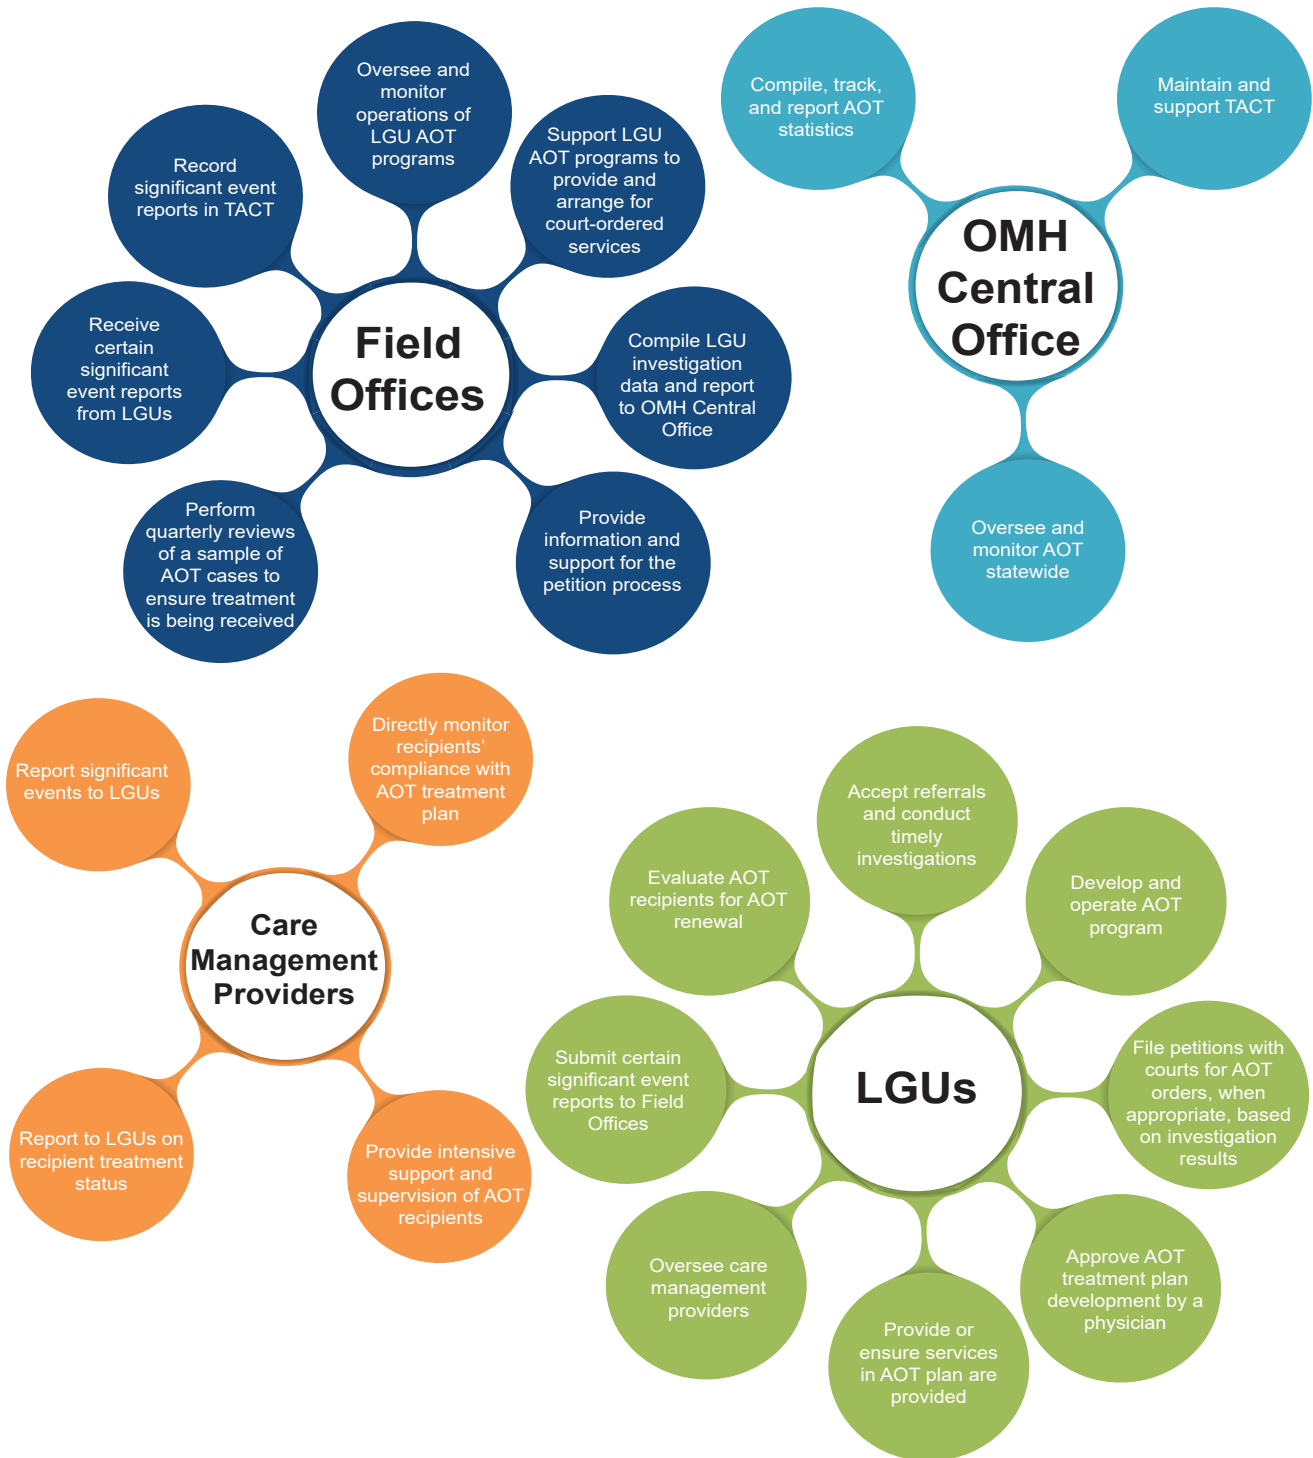 Field
Offices
Oversee and
monitor
operations of
LGU AOT
programs
Support LGU
AOT programs to
provide and
arrange for
court-ordered
services
Compile LGU
investigation
data and report
to OMH Central
Office
Provide
information and
support for the
petition process
Perform
quarterly reviews
of a sample of
AOT cases to
ensure treatment
is being received
Receive
certain
significant
event reports
from LGUs
Record
significant event
reports in TACT
OMH
Central
Office
Compile, track,
and report AOT
statistics
Maintain and
support TACT
Oversee and
monitor AOT
statewide
Care
Management
Providers
Report significant
events to LGUs
Directly monitor
recipients’
compliance with
AOT treatment
plan
Provide intensive
support and
supervision of AOT
recipients
Report to LGUs on
recipient treatment
status
LGUs
Accept referrals
and conduct
timely
investigations
Develop and
operate AOT
program
File petitions with
courts for AOT
orders, when
appropriate, based
on investigation
results
Approve AOT
treatment plan
development by a
physician
Provide or
ensure services
in AOT plan are
provided
Oversee care
management
providers
Submit certain
significant event
reports to Field
Offices
Evaluate AOT
recipients for AOT
renewal